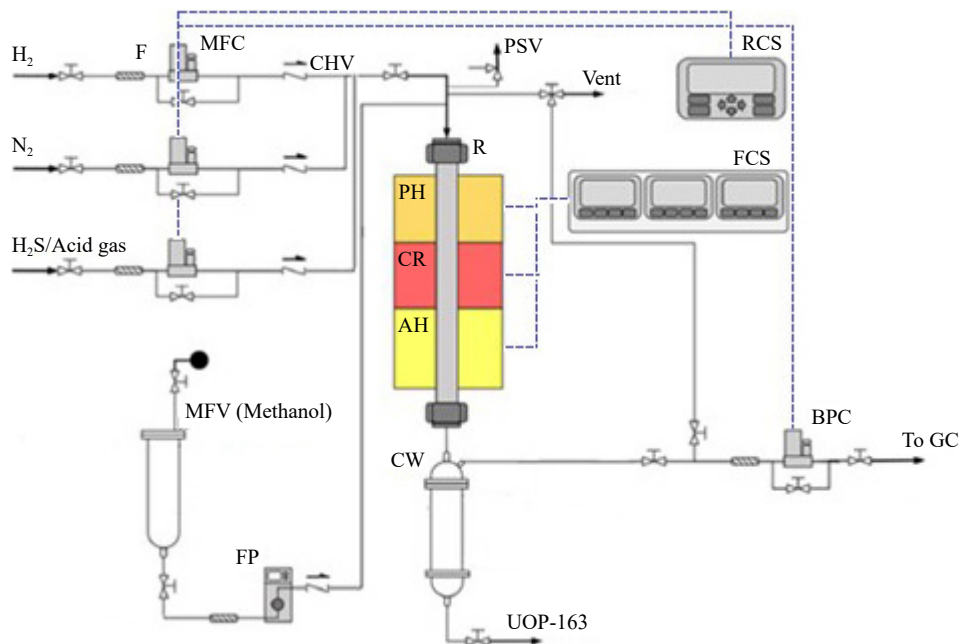 H₂
F
MFC
CHV
PSV
Vent
RCS
N₂
R
FCS
PH
H₂S/Acid gas
CR
AH
MFV (Methanol)
BPC
To GC
CW
FP
UOP-163